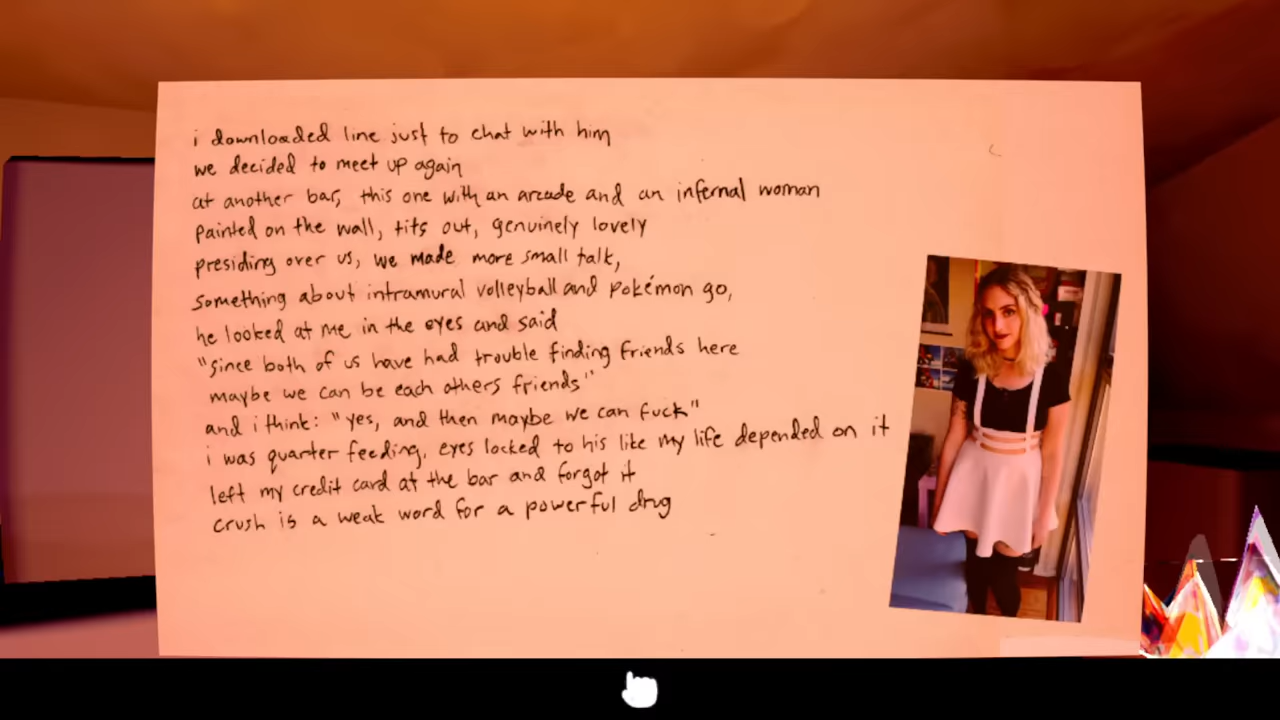 i downloaded line just to chat with him
we decided to meet up again
at another bar, this one with an arcade and an infernal woman
painted on the wall, tits out, genuinely lovely
presiding over us, we made more small talk,
something about intramural volleyball and pokémon go,
he looked at me in the eyes and said
"since both of us have had trouble finding friends here
maybe we can be each others friends"
and i think: "yes, and then maybe we can fuck"
i was quarter feeding, eyes locked to his like my life depended on it
left my credit card at the bar and forgot it
crush is a weak word for a powerful drug